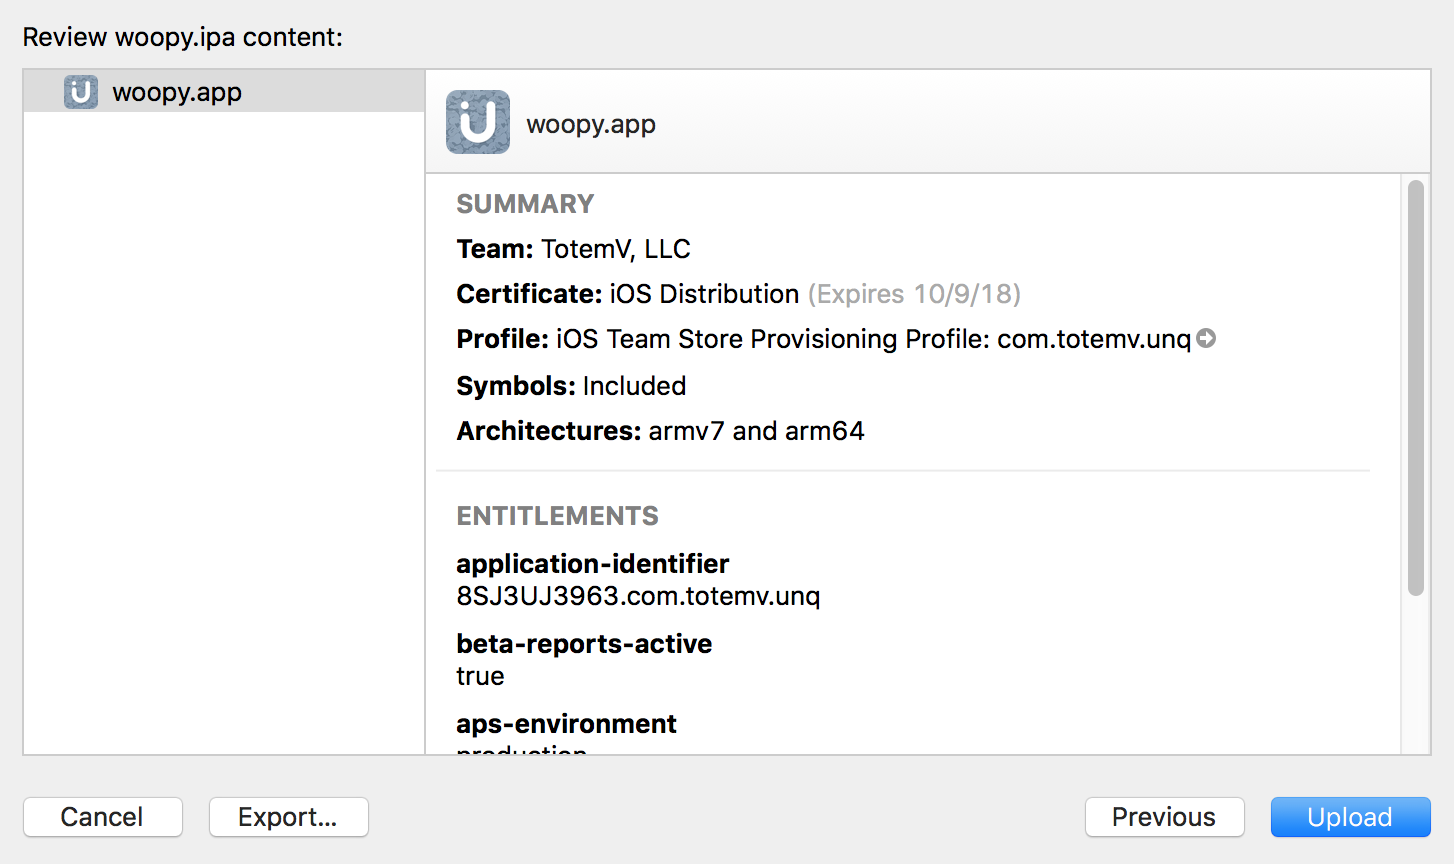 Review woopy.ipa content:
woopy.app
woopy.app
SUMMARY
Team: TotemV, LLC
Certificate: iOS Distribution (Expires 10/9/18)
Profile: iOS Team Store Provisioning Profile: com.totemv.unq
Symbols: Included
Architectures: armv7 and arm64
ENTITLEMENTS
application-identifier
8SJ3UJ3963.com.totemv.unq
beta-reports-active
true
aps-environment
production
Cancel
Export...
Previous
Upload